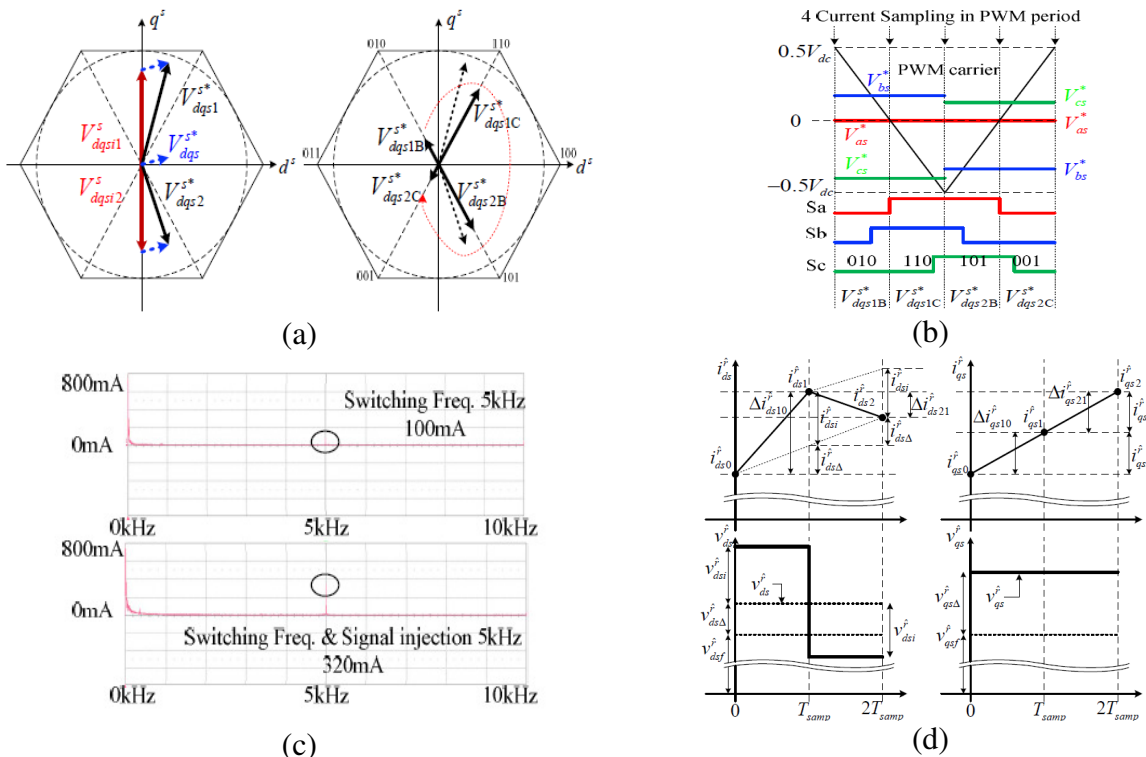 q^s
V^{s*}_{dqs1}
V^s_{dqsi1}
V^{s*}_{dqs}
d^s
V^s_{dqsi2}
V^{s*}_{dqs2}
q^s
010
110
V^{s*}_{dqs1C}
V^{s*}_{dqs1B}
011
100
d^s
V^{s*}_{dqs2C}
V^{s*}_{dqs2B}
001
101
(a)
4 Current Sampling in PWM period
0.5V_{dc}
PWM carrier
V^*_{bs}
V^*_{cs}
0
V^*_{as}
V^*_{as}
V^*_{cs}
V^*_{bs}
−0.5V_{dc}
Sa
Sb
Sc
010 110 101 001
V^{s*}_{dqs1B} V^{s*}_{dqs1C} V^{s*}_{dqs2B} V^{s*}_{dqs2C}
(b)
800mA
Switching Freq. 5kHz
100mA
0mA
0kHz 5kHz 10kHz
800mA
0mA
Switching Freq. & Signal injection 5kHz
320mA
0kHz 5kHz 10kHz
(c)
i^{r̂}_{ds}
i^{r̂}_{ds1}
i^{r̂}_{dsi}
Δi^{r̂}_{ds10}
i^{r̂}_{ds2}
Δi^{r̂}_{ds21}
i^{r̂}_{dsi}
i^{r̂}_{dsΔ}
i^{r̂}_{ds0}
i^{r̂}_{dsΔ}
i^{r̂}_{qs}
i^{r̂}_{qs2}
Δi^{r̂}_{qs21}
Δi^{r̂}_{qs10}
i^{r̂}_{qs1}
i^{r̂}_{qs}
i^{r̂}_{qs0}
i^{r̂}_{qs}
v^{r̂}_{ds}
v^{r̂}_{dsi}
v^{r̂}_{ds}
v^{r̂}_{dsΔ}
v^{r̂}_{dsi}
v^{r̂}_{dsf}
0 T_{samp} 2T_{samp}
v^{r̂}_{qs}
v^{r̂}_{qsΔ}
v^{r̂}_{qs}
v^{r̂}_{qsf}
0 T_{samp} 2T_{samp}
(d)